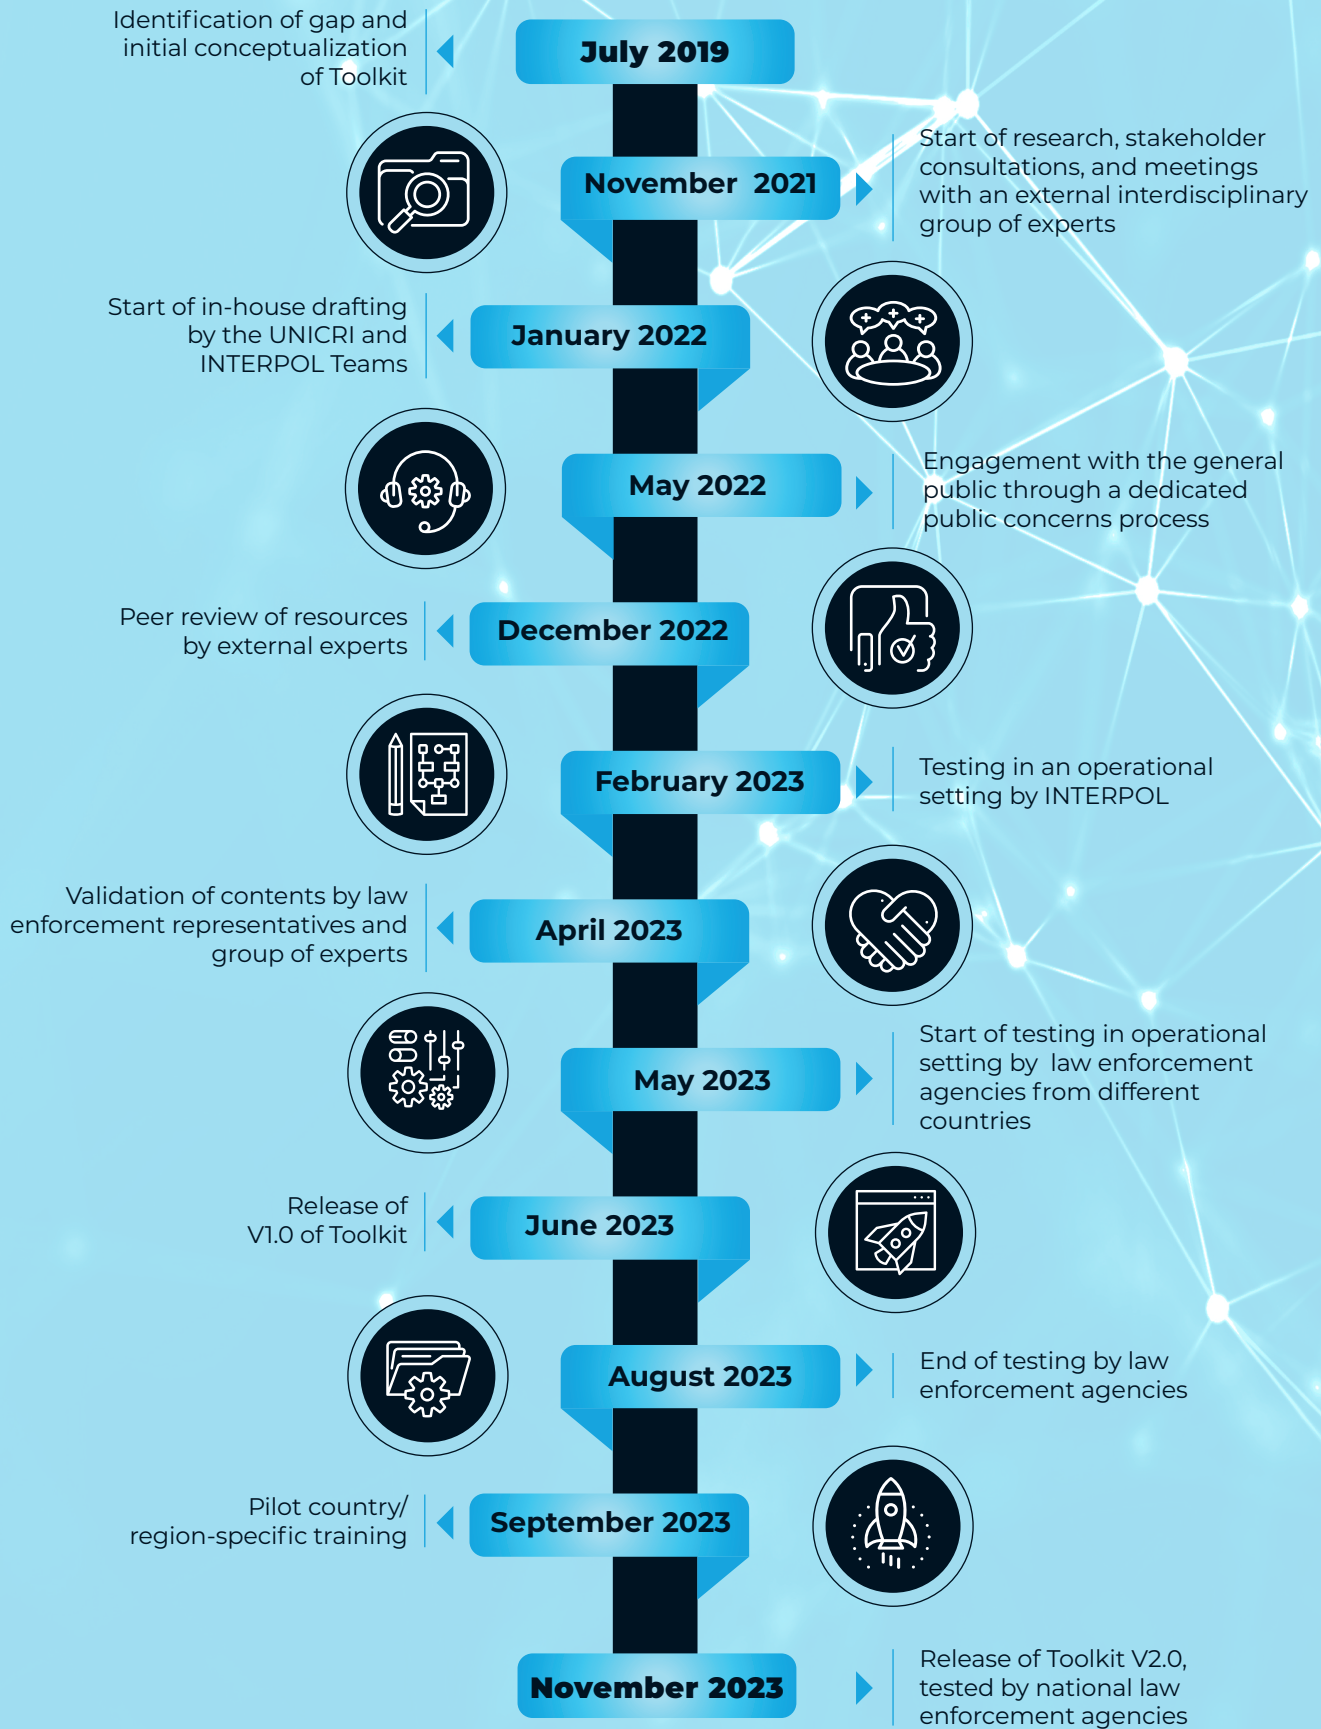 Identification of gap and
initial conceptualization
of Toolkit
July 2019
November 2021
Start of research, stakeholder
consultations, and meetings
with an external interdisciplinary
group of experts
Start of in-house drafting
by the UNICRI and
INTERPOL Teams
January 2022
May 2022
Engagement with the general
public through a dedicated
public concerns process
Peer review of resources
by external experts
December 2022
February 2023
Testing in an operational
setting by INTERPOL
Validation of contents by law
enforcement representatives and
group of experts
April 2023
May 2023
Start of testing in operational
setting by law enforcement
agencies from different
countries
Release of
V1.0 of Toolkit
June 2023
August 2023
End of testing by law
enforcement agencies
Pilot country/
region-specific training
September 2023
November 2023
Release of Toolkit V2.0,
tested by national law
enforcement agencies